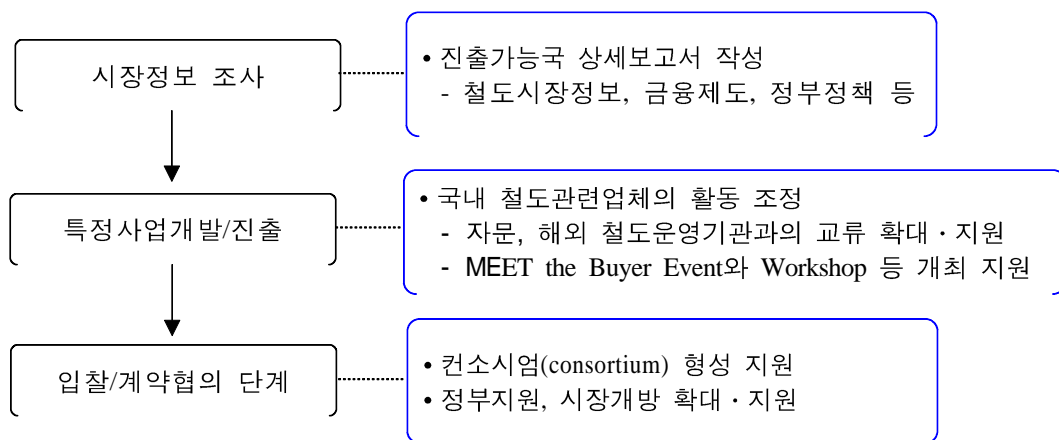 시장정보 조사
• 진출가능국 상세보고서 작성
- 철도시장정보, 금융제도, 정부정책 등
특정사업개발/진출
• 국내 철도관련업체의 활동 조정
- 자문, 해외 철도운영기관과의 교류 확대・지원
- MEET the Buyer Event와 Workshop 등 개최 지원
입찰/계약협의 단계
• 컨소시엄(consortium) 형성 지원
• 정부지원, 시장개방 확대・지원